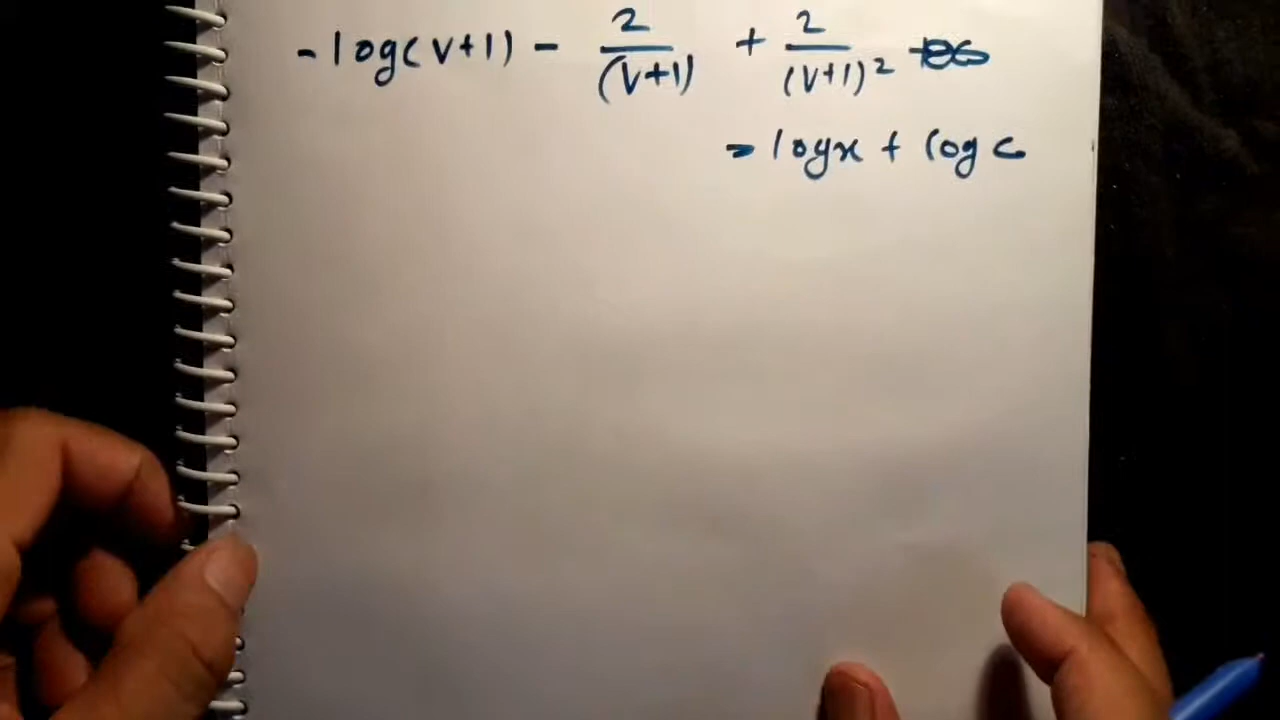 - log(v+1) - 2/(v+1) + 2/(v+1)²
= log x + log c